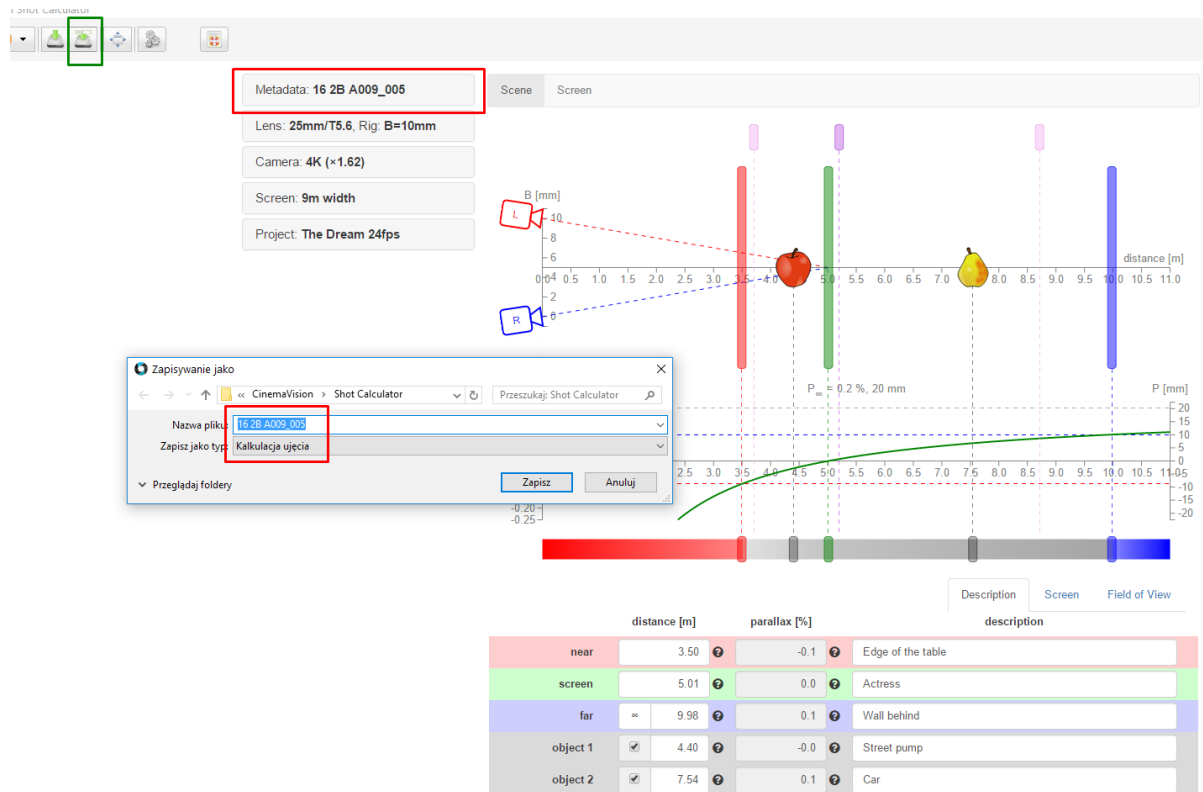 Shot Calculator
Metadata: 16 2B A009_005
Lens: 25mm/T5.6, Rig: B=10mm
Camera: 4K (×1.62)
Screen: 9m width
Project: The Dream 24fps
Scene Screen
B [mm]
L
10
8
6
4
2
0
R
distance [m]
0.0 0.5 1.0 1.5 2.0 2.5 3.0 3.5 4.0 5.0 5.5 6.0 6.5 7.0 8.0 8.5 9.0 9.5 10.0 10.5 11.0
Zapisywanie jako
« CinemaVision › Shot Calculator
Przeszukaj: Shot Calculator
Nazwa pliku:
16 2B A009_005
Zapisz jako typ:
Kalkulacja ujęcia
Przeglądaj foldery
Zapisz Anuluj
P∞ = 0.2 %, 20 mm
P [mm]
20
15
10
5
0
-5
-10
-15
-20
2.5 3.0 3.5 4.0 4.5 5.0 5.5 6.0 6.5 7.0 7.5 8.0 8.5 9.0 9.5 10.0 10.5 11.0
-0.20
-0.25
Description Screen Field of View
distance [m] parallax [%] description
near 3.50 -0.1 Edge of the table
screen 5.01 0.0 Actress
far ∞ 9.98 0.1 Wall behind
object 1 4.40 -0.0 Street pump
object 2 7.54 0.1 Car